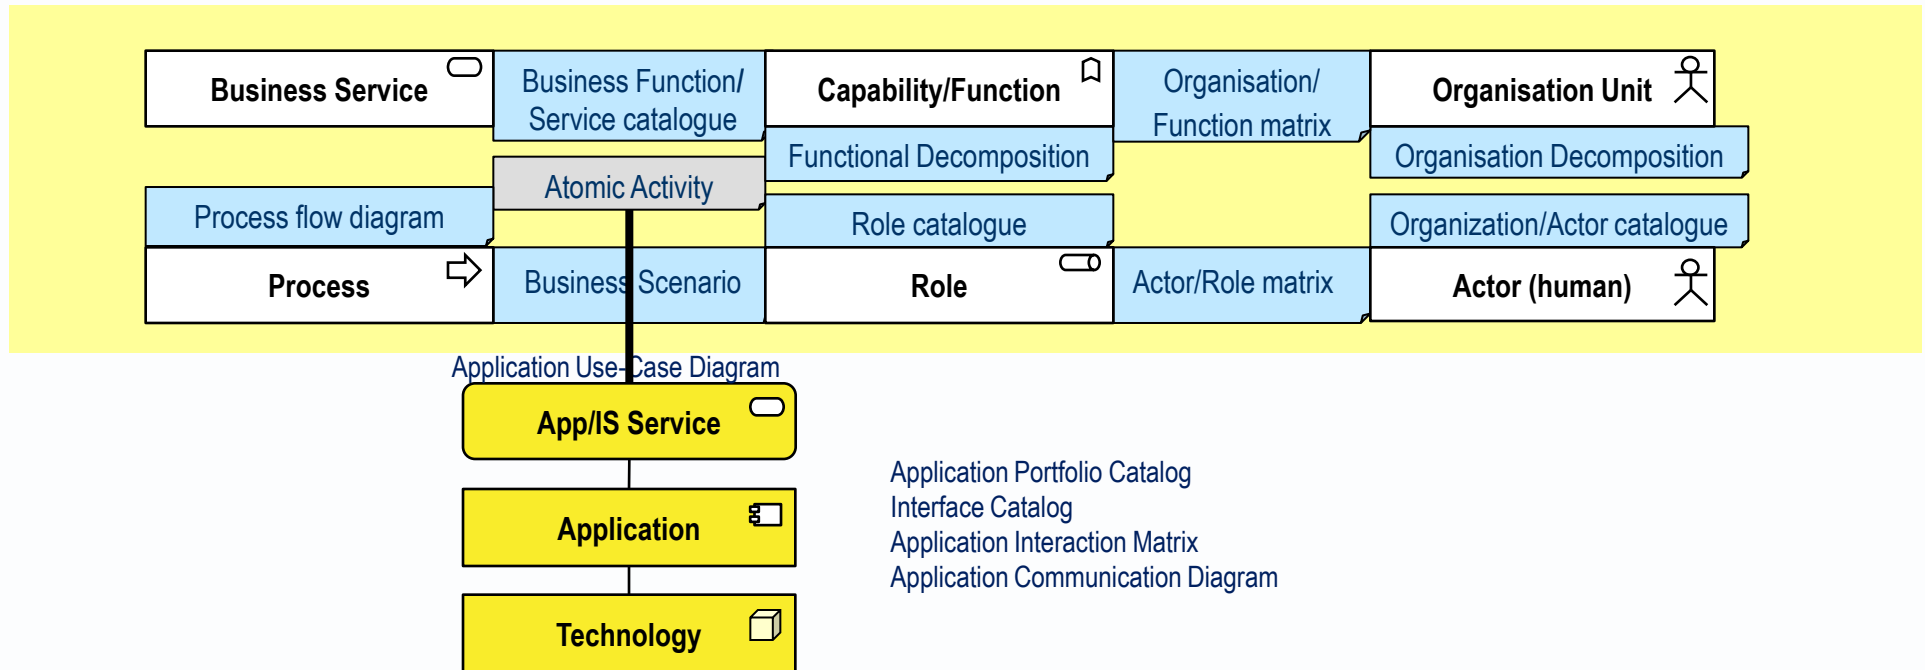 Business Service
Business Function/
Service catalogue
Capability/Function
Organisation/
Function matrix
Organisation Unit
Functional Decomposition
Organisation Decomposition
Atomic Activity
Process flow diagram
Role catalogue
Organization/Actor catalogue
Process
Business Scenario
Role
Actor/Role matrix
Actor (human)
Application Use-Case Diagram
App/IS Service
Application Portfolio Catalog
Interface Catalog
Application Interaction Matrix
Application Communication Diagram
Application
Technology